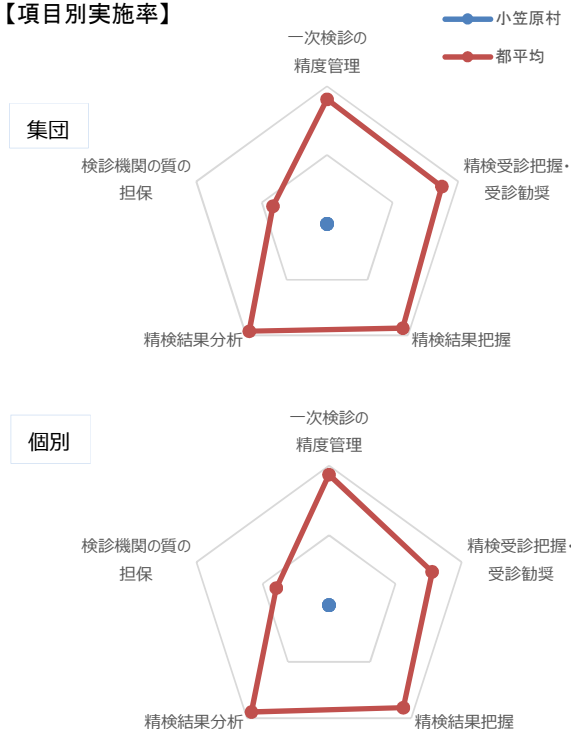 【項目別実施率】
小笠原村
都平均
集団
一次検診の
精度管理
精検受診把握・
受診勧奨
精検結果把握
精検結果分析
検診機関の質の
担保
個別
一次検診の
精度管理
精検受診把握・
受診勧奨
精検結果把握
精検結果分析
検診機関の質の
担保